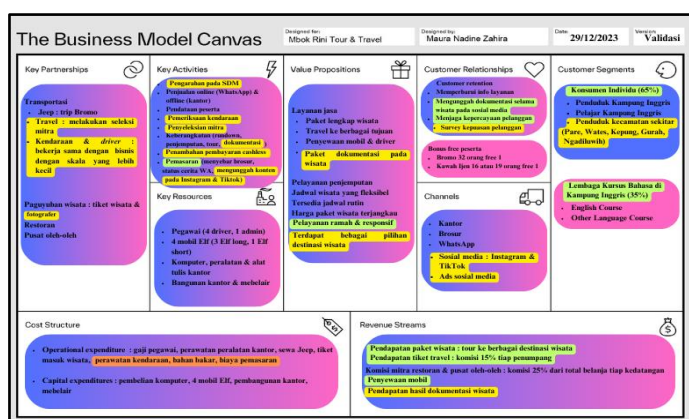 The Business Model Canvas
Designed for:
Mbok Rini Tour & Travel
Designed by:
Maura Nadine Zahira
Date:
29/12/2023
Version:
Validasi
Key Partnerships
Transportasi
• Jeep : trip Bromo
• Travel : melakukan seleksi
mitra
• Kendaraan & driver :
bekerja sama dengan bisnis
dengan skala yang lebih
kecil
Paguyuban wisata : tiket wisata &
fotografer
Restoran
Pusat oleh-oleh
Key Activities
• Pengarahan pada SDM
• Penjualan online (WhatsApp) &
offline (kantor)
• Pendataan peserta
• Pemeriksaan kendaraan
• Penyeleksian mitra
• Keberangkatan (rundown,
penjemputan, tour, dokumentasi )
• Penambahan pembayaran cashless
• Pemasaran (menyebar brosur,
status cerita WA, mengunggah konten
pada Instagram & Tiktok)
Key Resources
• Pegawai (4 driver, 1 admin)
• 4 mobil Elf (3 Elf long, 1 Elf
short)
• Komputer, peralatan & alat
tulis kantor
• Bangunan kantor & mebelair
Value Propositions
Layanan jasa
• Paket lengkap wisata
• Travel ke berbagai tujuan
• Penyewaan mobil & driver
• Paket dokumentasi pada
wisata
Pelayanan penjemputan
Jadwal wisata yang fleksibel
Tersedia jadwal rutin
Harga paket wisata terjangkau
Pelayanan ramah & responsif
Terdapat bebagai pilihan
destinasi wisata
Customer Relationships
• Customer retention
• Memperbarui info layanan
• Mengunggah dokumentasi selama
wisata pada sosial media
• Menjaga kepercayaan pelanggan
• Survey kepuasan pelanggan
Bonus free peserta
• Bromo 32 orang free 1
• Kawah Ijen 16 atau 19 orang free 1
Channels
• Kantor
• Brosur
• WhatsApp
• Sosial media : Instagram &
TikTok
• Ads sosial media
Customer Segments
Konsumen Individu (65%)
• Penduduk Kampung Inggris
• Pelajar Kampung Inggris
• Penduduk kecamatan sekitar
(Pare, Wates, Kepung, Gurah,
Ngadiluwih)
Lembaga Kursus Bahasa di
Kampung Inggris (35%)
• English Course
• Other Language Course
Cost Structure
• Operational expenditure : gaji pegawai, perawatan peralatan kantor, sewa Jeep, tiket
masuk wisata, perawatan kendaraan, bahan bakar, biaya pemasaran
• Capital expenditures : pembelian komputer, 4 mobil Elf, pembangunan kantor,
mebelair
Revenue Streams
Pendapatan paket wisata : tour ke berbagai destinasi wisata
Pendapatan tiket travel : komisi 15% tiap penumpang
Komisi mitra restoran & pusat oleh-oleh : komisi 25% dari total belanja tiap kedatangan
Penyewaan mobil
Pendapatan hasil dokumentasi wisata